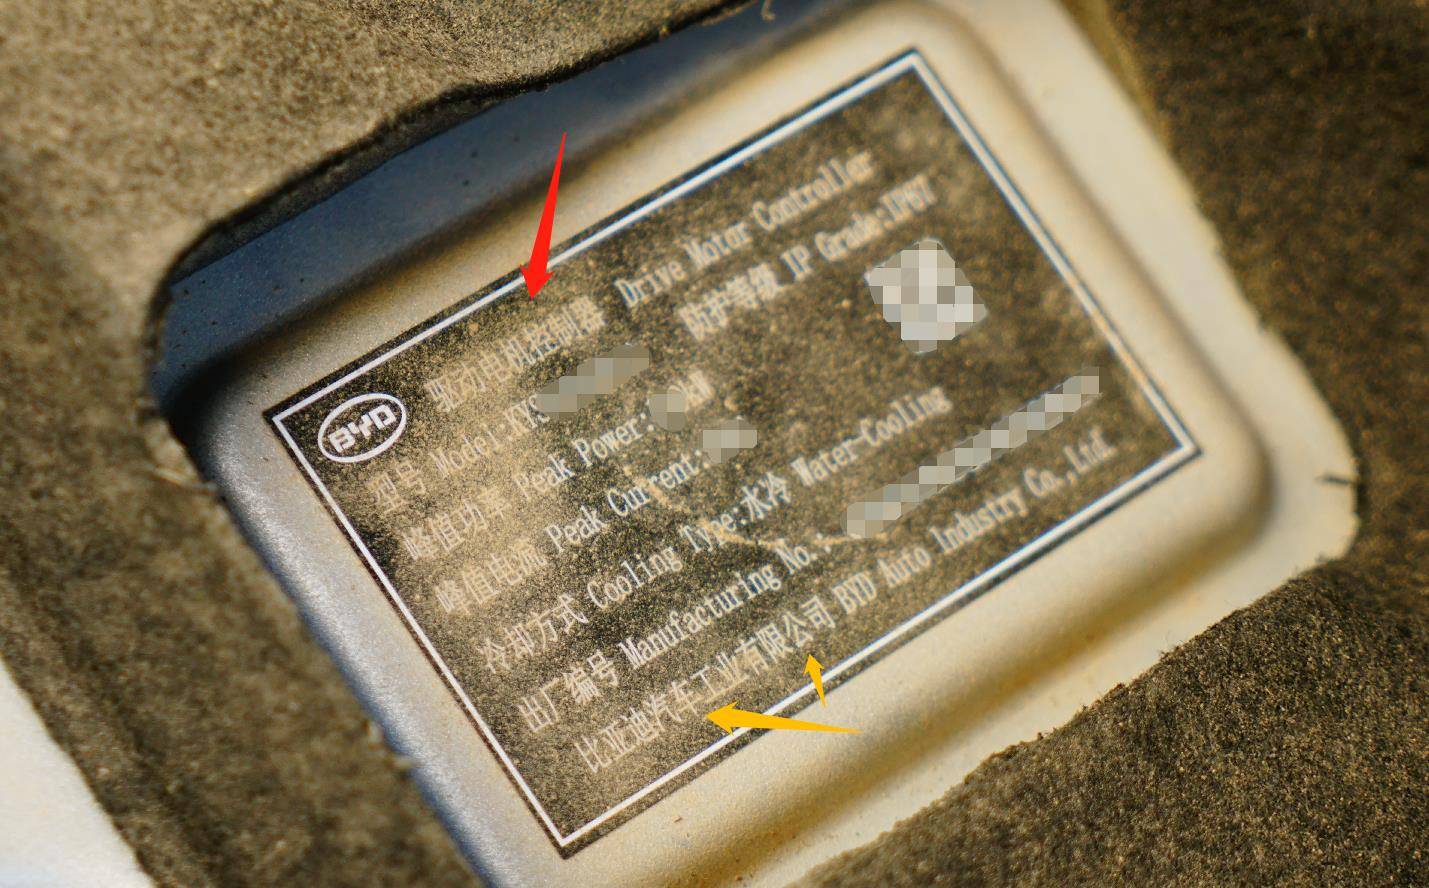 BYD
驱动电机控制器 Drive Motor Controller
型号 Model:KYS 防护等级 IP Grade:IP67
峰值功率 Peak Power: kW
峰值电流 Peak Current:
冷却方式 Cooling Type:水冷 Water-Cooling
出厂编号 Manufacturing No.:
比亚迪汽车工业有限公司 BYD Auto Industry Co.,Ltd.